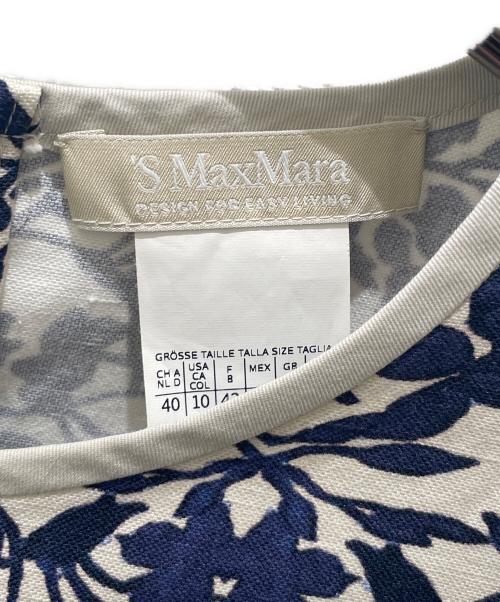 'S MaxMara
DESIGN FOR EASY LIVING
GRÖSSE TAILLE TALLA SIZE TAGLIA
CH A NL D USA CA COL F B MEX GB
40 10